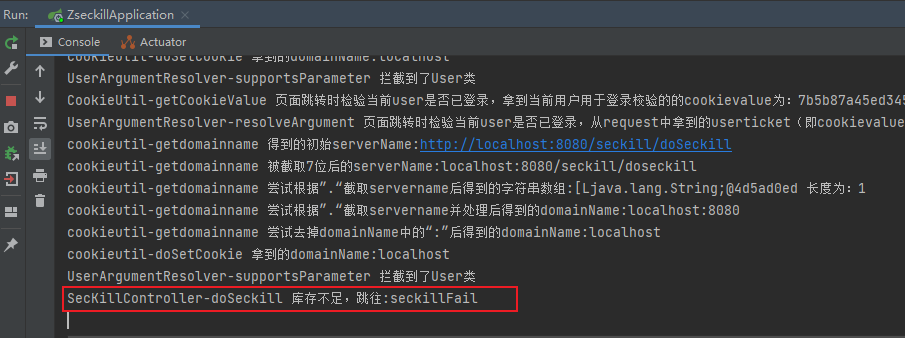 Run: ZseckillApplication ×
Console Actuator
cookieutil-doSetCookie 拿到的domainName:localhost
UserArgumentResolver-supportsParameter 拦截到了User类
CookieUtil-getCookieValue 页面跳转时检验当前user是否已登录，拿到当前用户用于登录校验的的cookievalue为：7b5b87a45ed345
UserArgumentResolver-resolveArgument 页面跳转时检验当前user是否已登录，从request中拿到的userticket（即cookievalue
cookieutil-getdomainname 得到的初始serverName:http://localhost:8080/seckill/doSeckill
cookieutil-getdomainname 被截取7位后的serverName:localhost:8080/seckill/doseckill
cookieutil-getdomainname 尝试根据”.“截取servername后得到的字符串数组:[Ljava.lang.String;@4d5ad0ed 长度为：1
cookieutil-getdomainname 尝试根据”.“截取servername并处理后得到的domainName:localhost:8080
cookieutil-getdomainname 尝试去掉domainName中的“:”后得到的domainName:localhost
cookieutil-doSetCookie 拿到的domainName:localhost
UserArgumentResolver-supportsParameter 拦截到了User类
SecKillController-doSeckill 库存不足，跳往:seckillFail